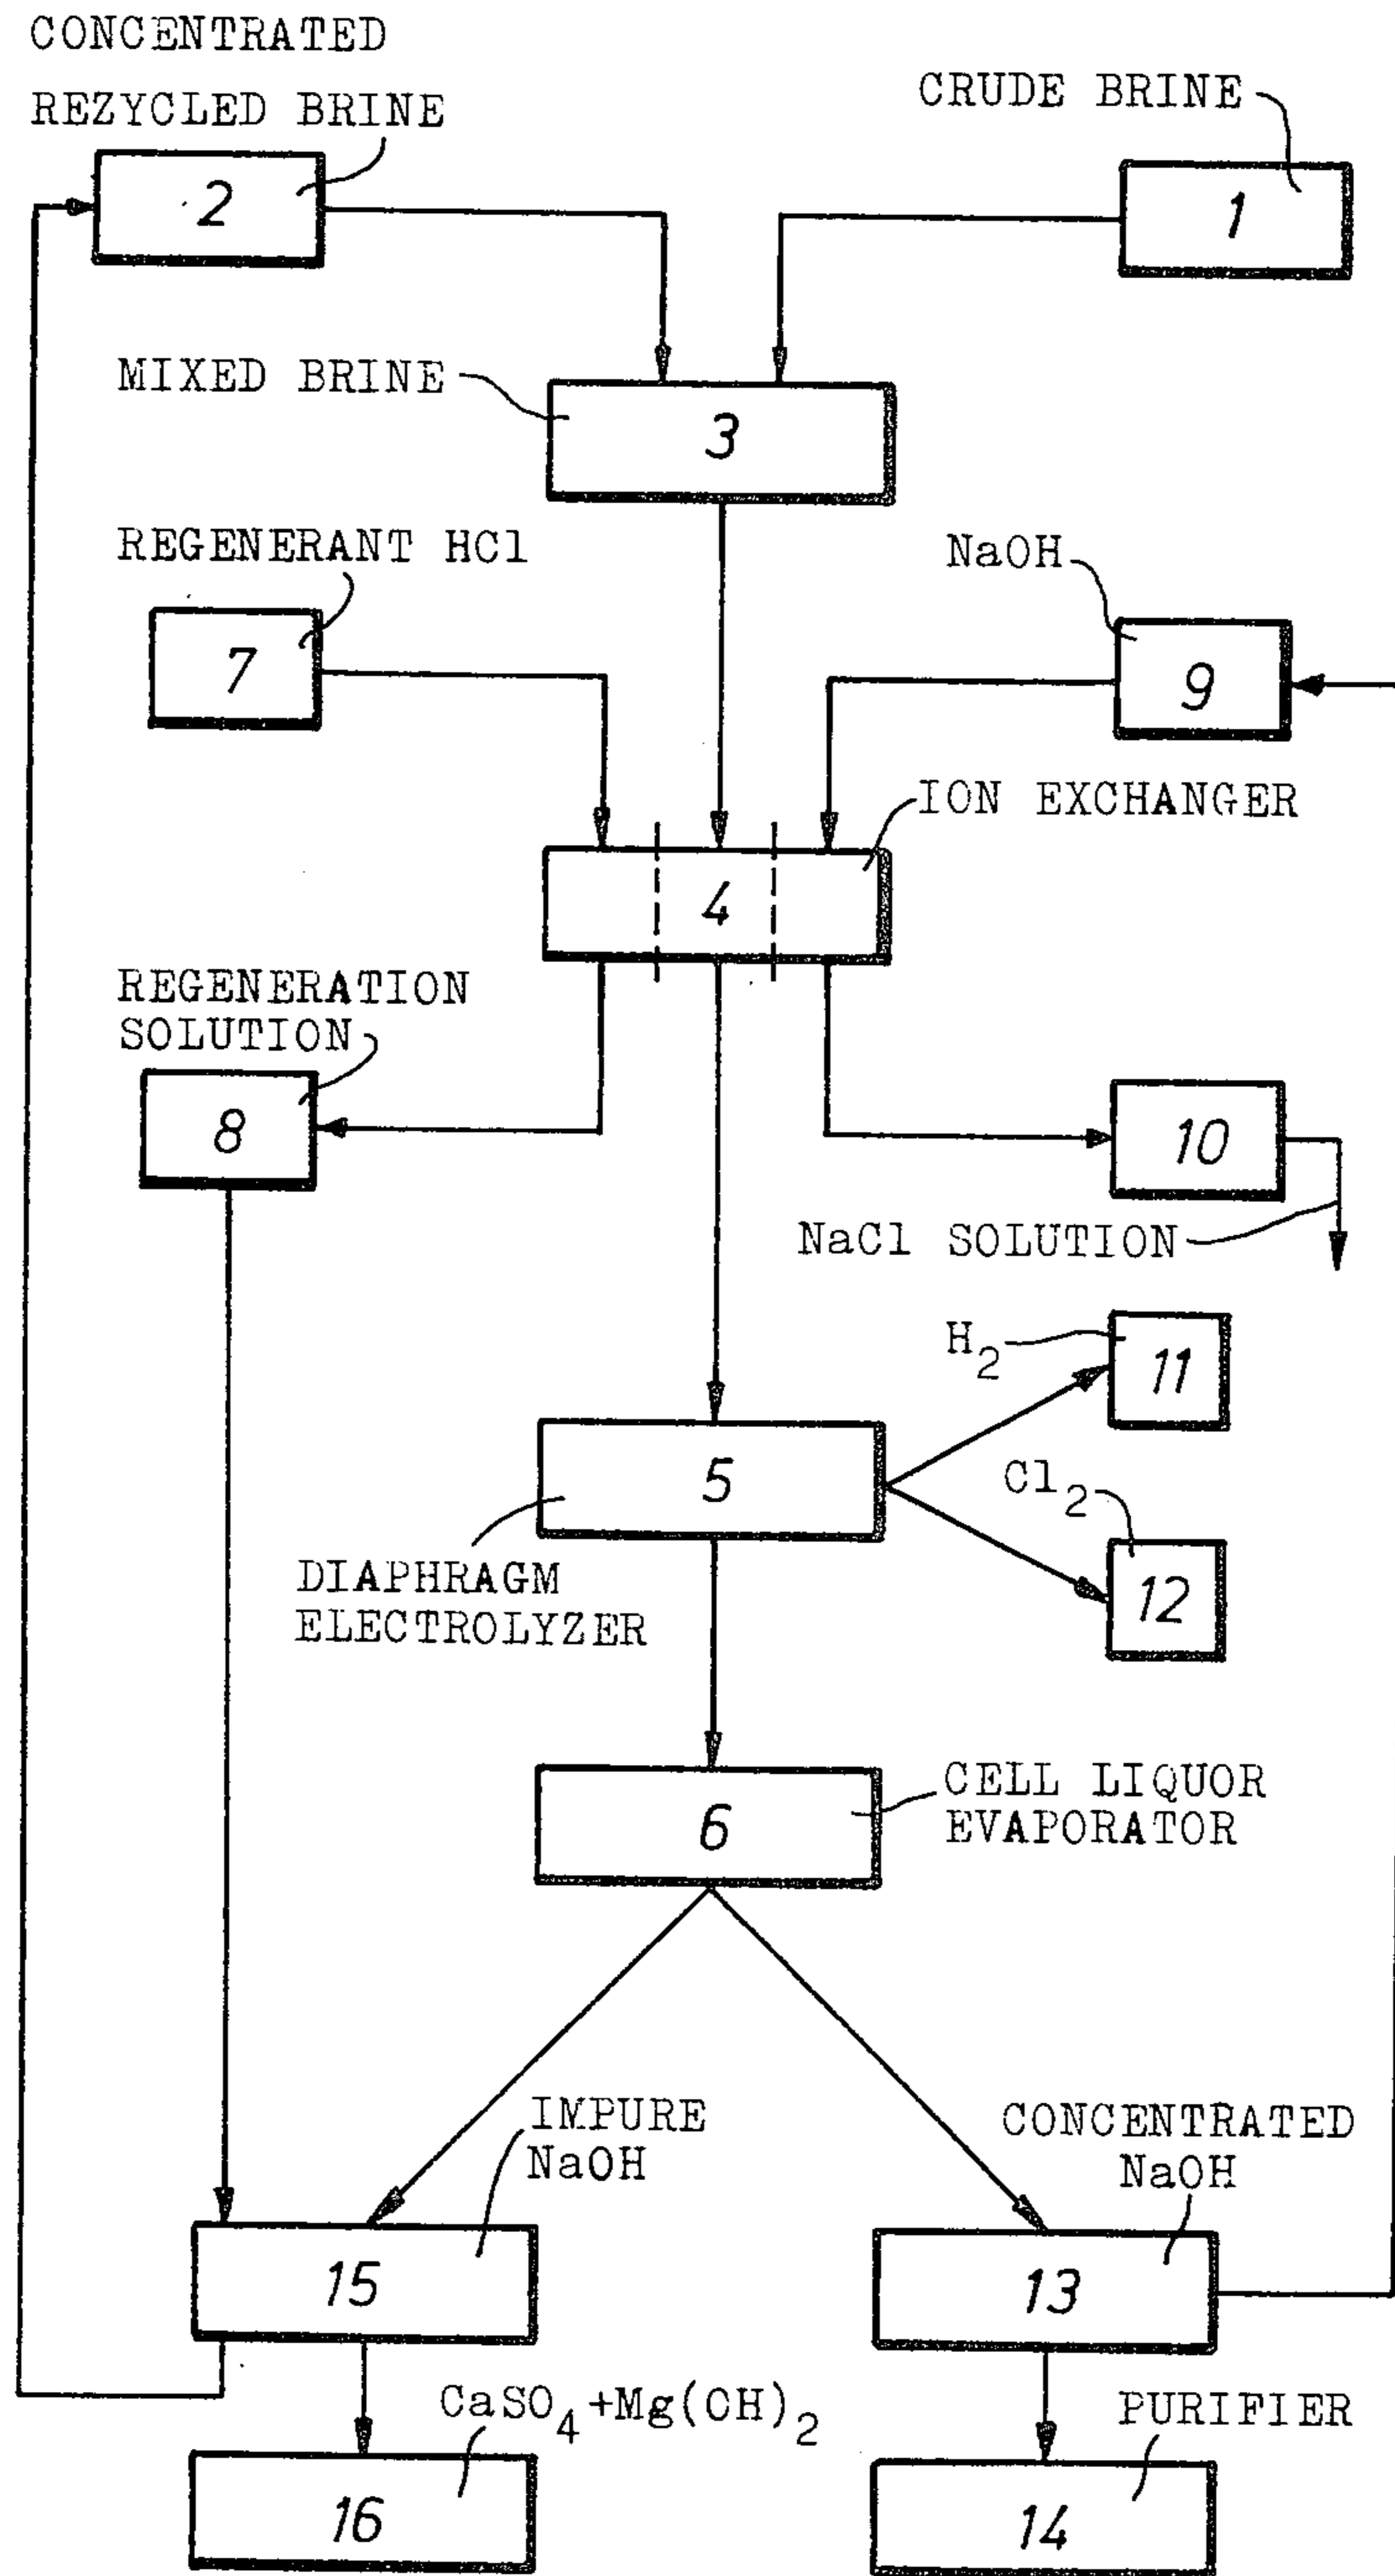 CONCENTRATED
REZYCLED BRINE
CRUDE BRINE
2
1
MIXED BRINE
3
REGENERANT HCl
NaOH
7
9
ION EXCHANGER
4
REGENERATION
SOLUTION
8
10
NaCl SOLUTION
H2
11
5
Cl2
12
DIAPHRAGM
ELECTROLYZER
CELL LIQUOR
EVAPORATOR
6
IMPURE
NaOH
CONCENTRATED
NaOH
15
13
CaSO4+Mg(OH)2
PURIFIER
16
14